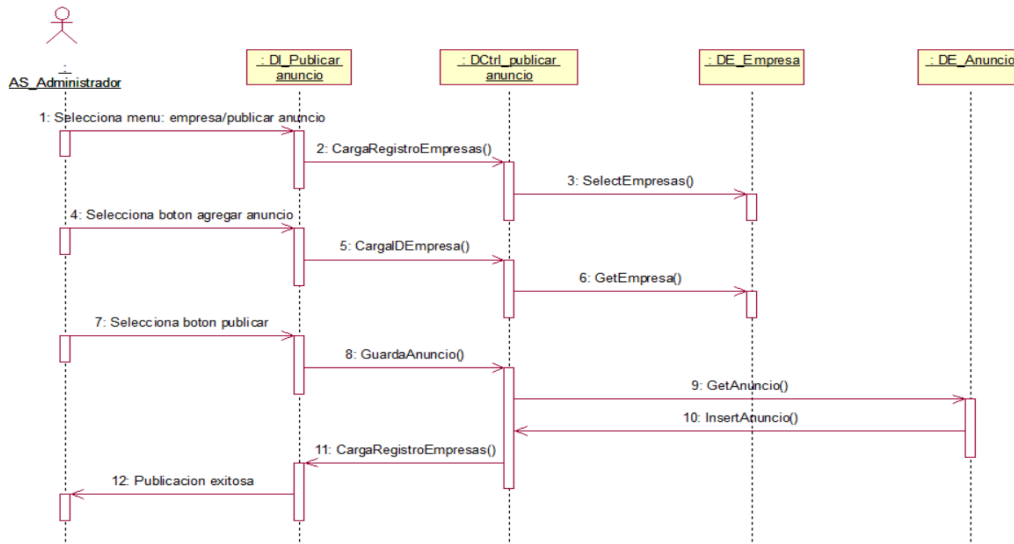 : DI_Publicar
anuncio
: DCtrl_publicar
anuncio
: DE_Empresa
: DE_Anuncio
:
AS_Administrador
1: Selecciona menu: empresa/publicar anuncio
2: CargaRegistroEmpresas()
3: SelectEmpresas()
4: Selecciona boton agregar anuncio
5: CargaIDEmpresa()
6: GetEmpresa()
7: Selecciona boton publicar
8: GuardaAnuncio()
9: GetAnuncio()
10: InsertAnuncio()
11: CargaRegistroEmpresas()
12: Publicacion exitosa